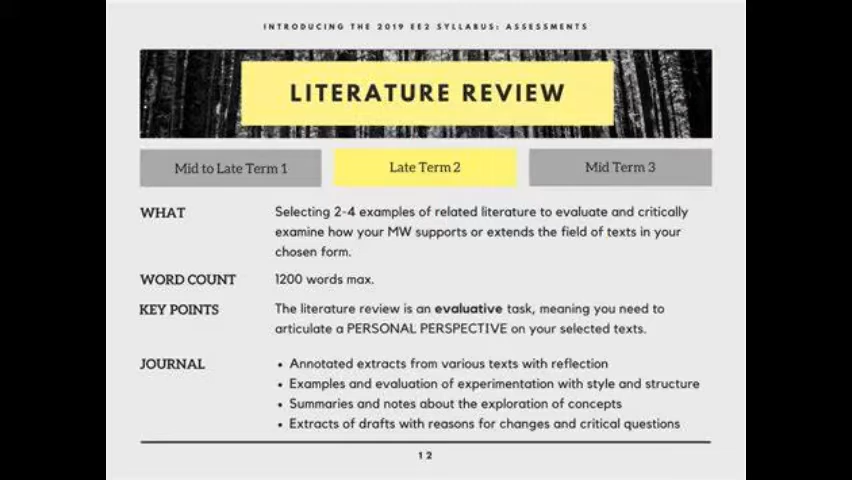 INTRODUCING THE 2019 EE2 SYLLABUS: ASSESSMENTS
LITERATURE REVIEW
Mid to Late Term 1
Late Term 2
Mid Term 3
WHAT
Selecting 2-4 examples of related literature to evaluate and critically
examine how your MW supports or extends the field of texts in your
chosen form.
WORD COUNT
1200 words max.
KEY POINTS
The literature review is an evaluative task, meaning you need to
articulate a PERSONAL PERSPECTIVE on your selected texts.
JOURNAL
• Annotated extracts from various texts with reflection
• Examples and evaluation of experimentation with style and structure
• Summaries and notes about the exploration of concepts
• Extracts of drafts with reasons for changes and critical questions
12